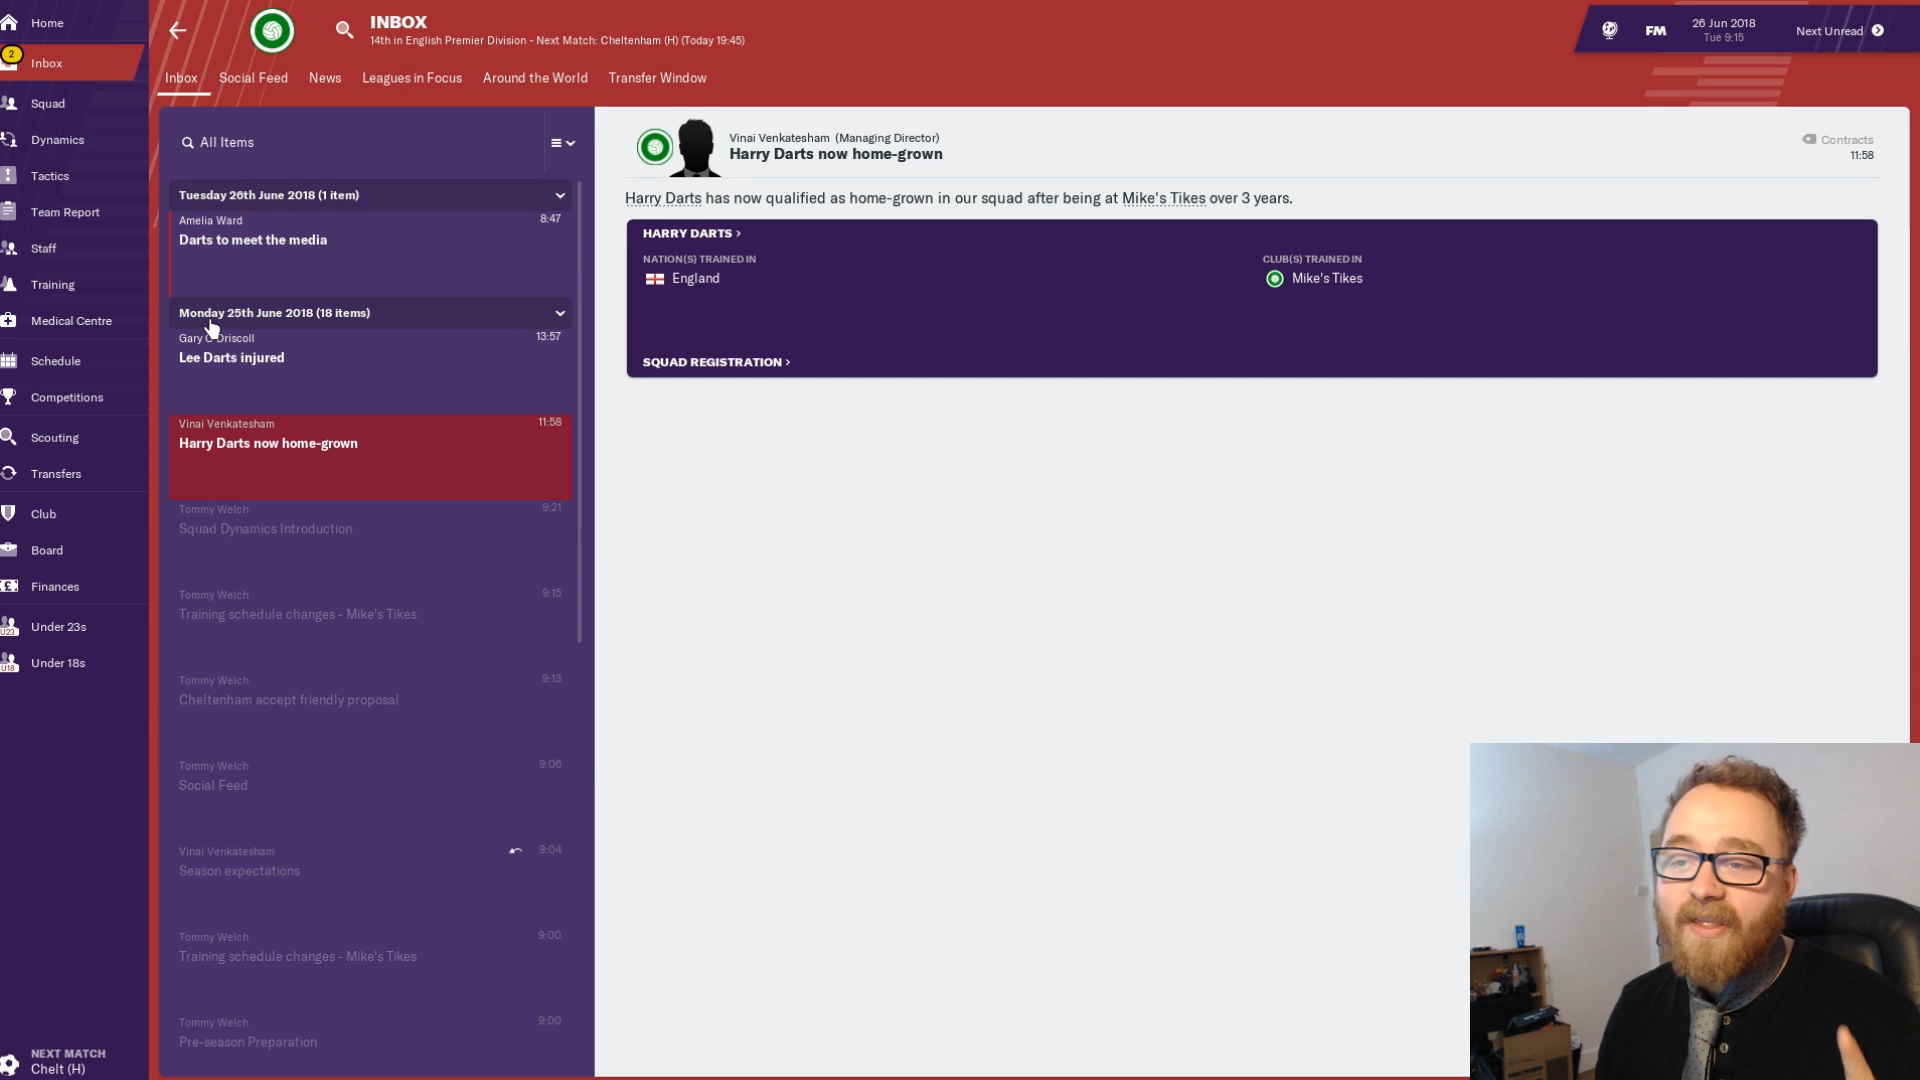 Home
2
Inbox
Squad
Dynamics
Tactics
Team Report
Staff
Training
Medical Centre
Schedule
Competitions
Scouting
Transfers
Club
Board
Finances
U23
Under 23s
U18
Under 18s
NEXT MATCH
Chelt (H)
INBOX
14th in English Premier Division - Next Match: Cheltenham (H) (Today 19:45)
FM
26 Jun 2018
Tue 9:15
Next Unread
Inbox Social Feed News Leagues in Focus Around the World Transfer Window
All Items
Tuesday 26th June 2018 (1 item)
Amelia Ward 8:47
Darts to meet the media
Monday 25th June 2018 (18 items)
Gary O'Driscoll 13:57
Lee Darts injured
Vinai Venkatesham 11:58
Harry Darts now home-grown
Tommy Welch 9:21
Squad Dynamics Introduction
Tommy Welch 9:15
Training schedule changes - Mike's Tikes
Tommy Welch 9:13
Cheltenham accept friendly proposal
Tommy Welch 9:06
Social Feed
Vinai Venkatesham 9:04
Season expectations
Tommy Welch 9:00
Training schedule changes - Mike's Tikes
Tommy Welch 9:00
Pre-season Preparation
Vinai Venkatesham (Managing Director)
Harry Darts now home-grown
Contracts
11:58
Harry Darts has now qualified as home-grown in our squad after being at Mike's Tikes over 3 years.
HARRY DARTS >
NATION(S) TRAINED IN
England
CLUB(S) TRAINED IN
Mike's Tikes
SQUAD REGISTRATION >